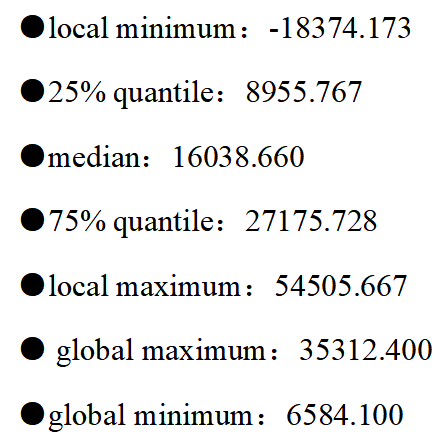 ●local minimum：-18374.173
●25% quantile：8955.767
●median：16038.660
●75% quantile：27175.728
●local maximum：54505.667
● global maximum：35312.400
●global minimum：6584.100